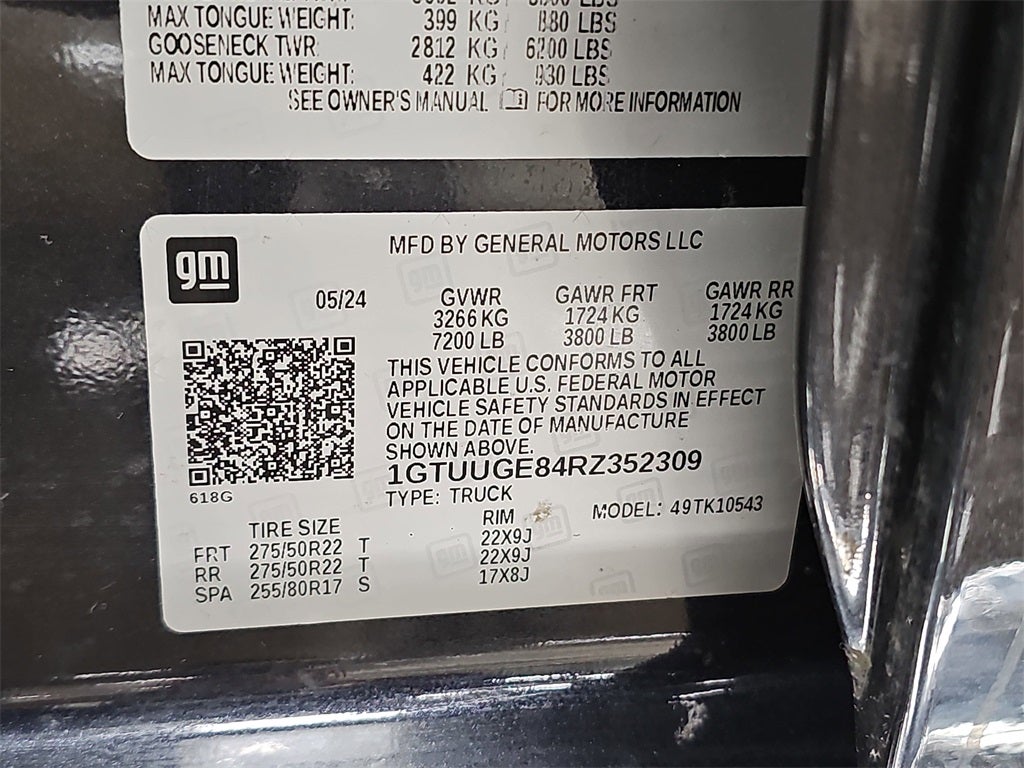 MAX TONGUE WEIGHT: 399 KG 880 LBS
GOOSENECK TWR: 2812 KG 6200 LBS
MAX TONGUE WEIGHT: 422 KG 930 LBS
SEE OWNER'S MANUAL FOR MORE INFORMATION
gm
MFD BY GENERAL MOTORS LLC
05/24 GVWR GAWR FRT GAWR RR
3266 KG 1724 KG 1724 KG
7200 LB 3800 LB 3800 LB
THIS VEHICLE CONFORMS TO ALL
APPLICABLE U.S. FEDERAL MOTOR
VEHICLE SAFETY STANDARDS IN EFFECT
ON THE DATE OF MANUFACTURE
SHOWN ABOVE.
1GTUUGE84RZ352309
618G
TYPE: TRUCK MODEL: 49TK10543
TIRE SIZE RIM
FRT 275/50R22 T 22X9J
RR 275/50R22 T 22X9J
SPA 255/80R17 S 17X8J